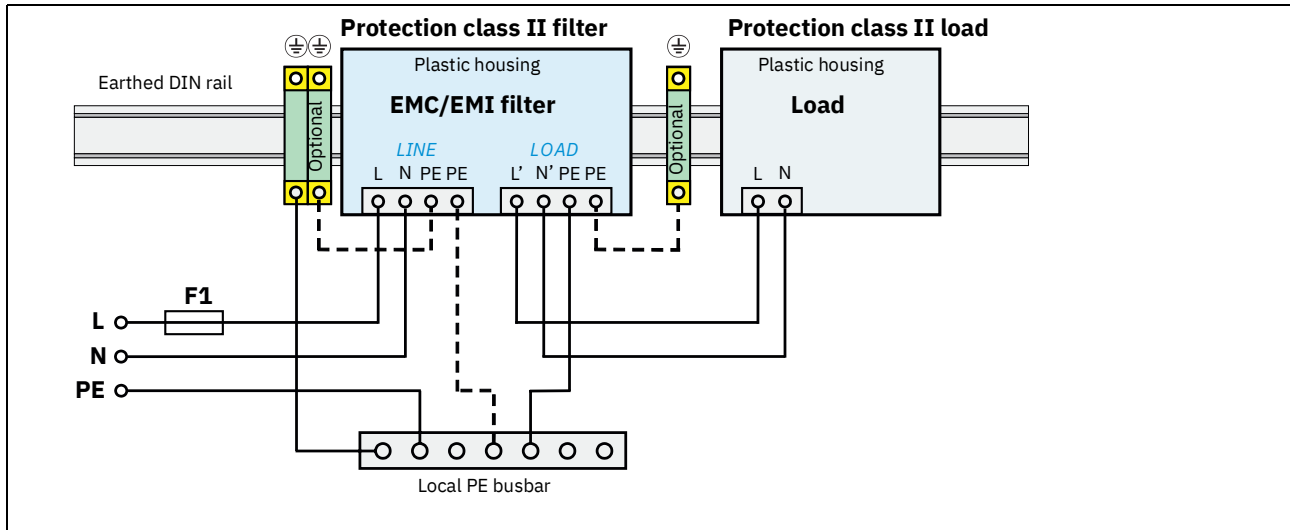 Protection class II filter
Protection class II load
Plastic housing
Plastic housing
Earthed DIN rail
Optional
EMC/EMI filter
Optional
Load
LINE
LOAD
L N PE PE
L’ N’ PE PE
L N
F1
L
N
PE
Local PE busbar